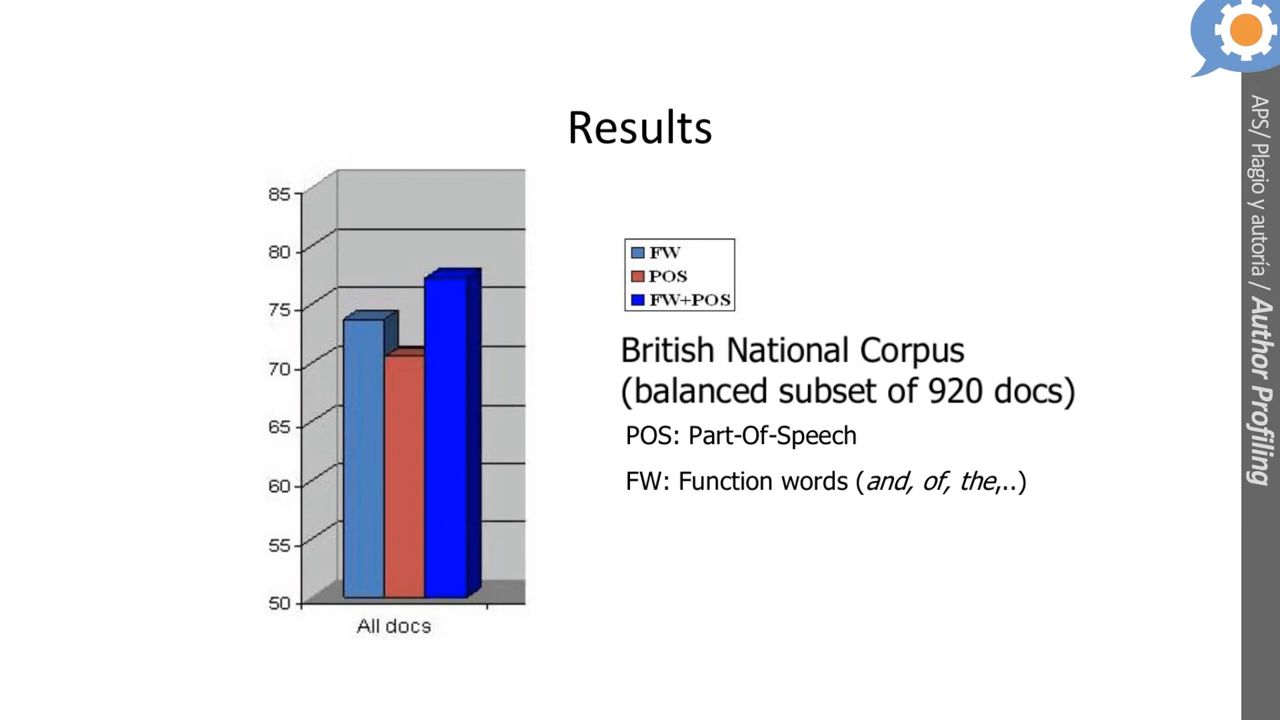 Results
85
80
75
70
65
60
55
50
All docs
FW
POS
FW+POS
British National Corpus
(balanced subset of 920 docs)
POS: Part-Of-Speech
FW: Function words (and, of, the,..)
APS/ Plagio y autoría / Author Profiling